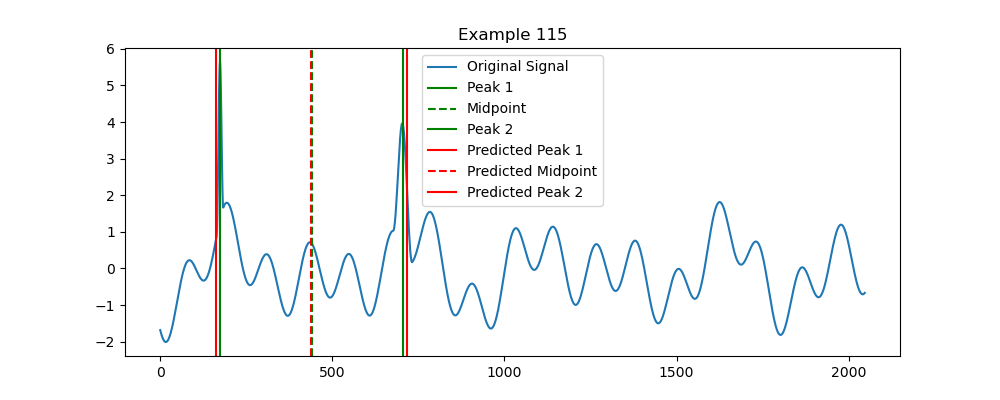 Example 115
6
5
4
3
2
1
0
−1
−2
0
500
1000
1500
2000
Original Signal
Peak 1
Midpoint
Peak 2
Predicted Peak 1
Predicted Midpoint
Predicted Peak 2